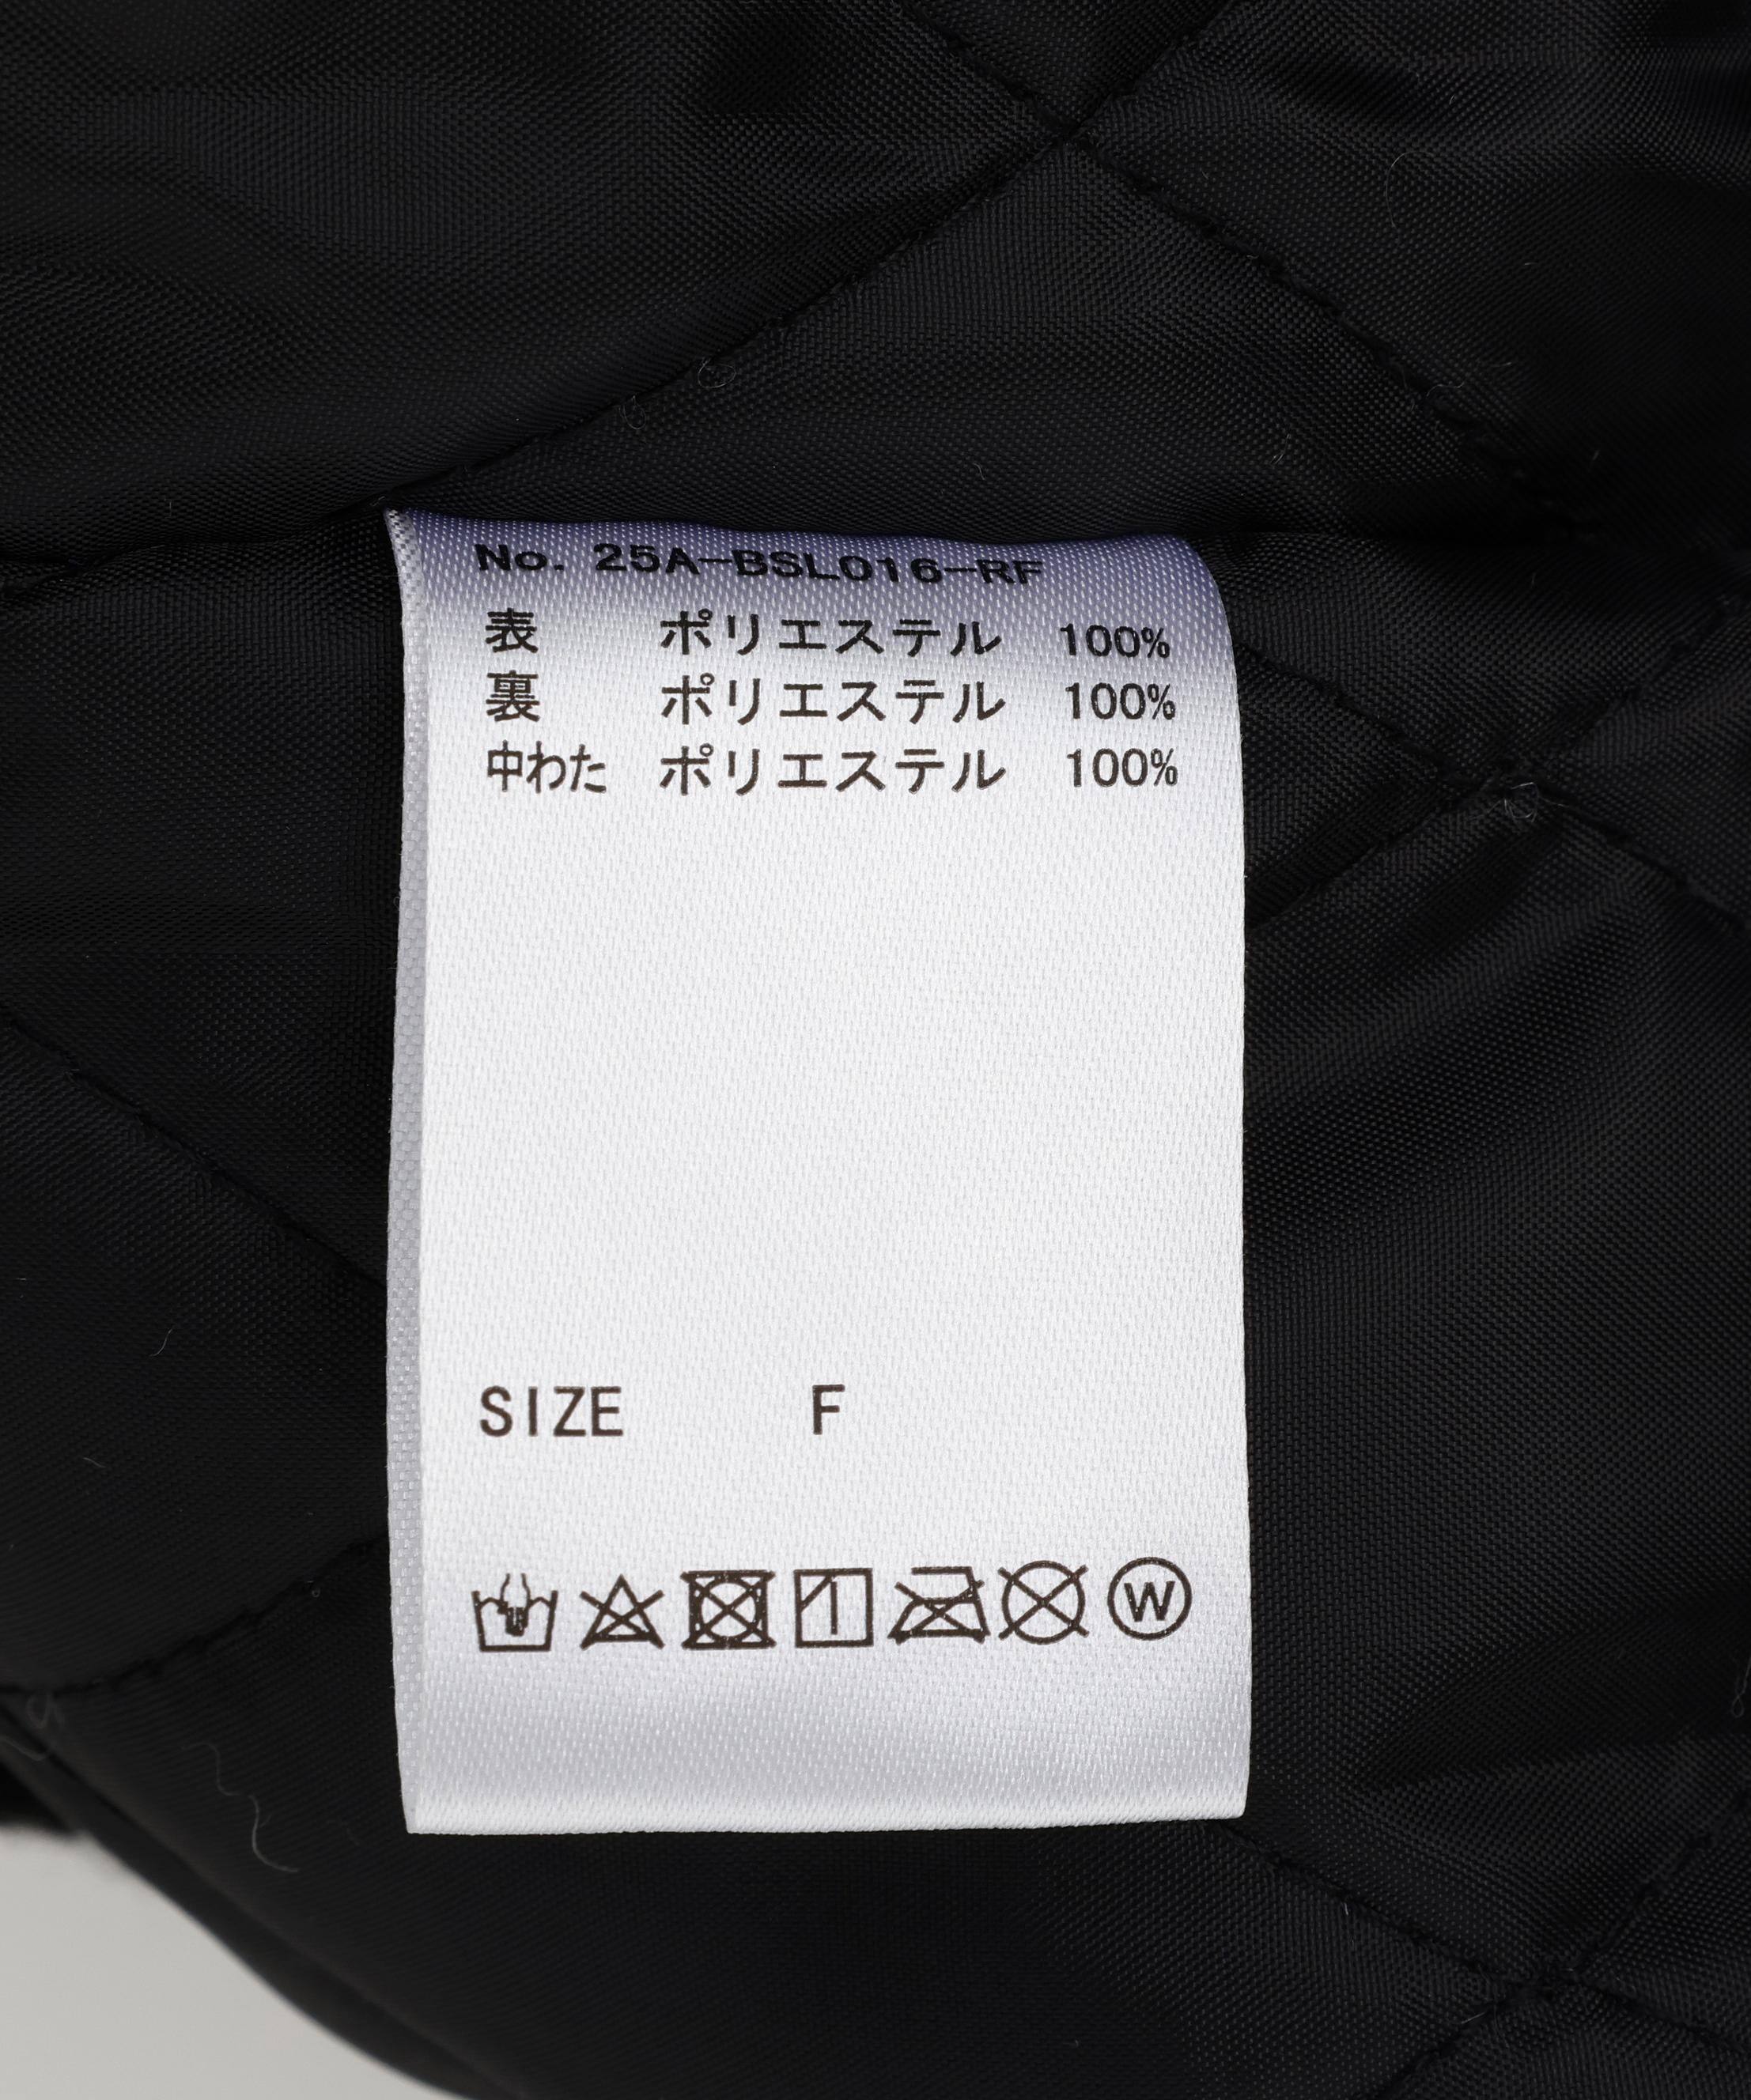 No. 25A-BSL016-RF
表 ポリエステル 100%
裏 ポリエステル 100%
中わた ポリエステル 100%
SIZE F
W